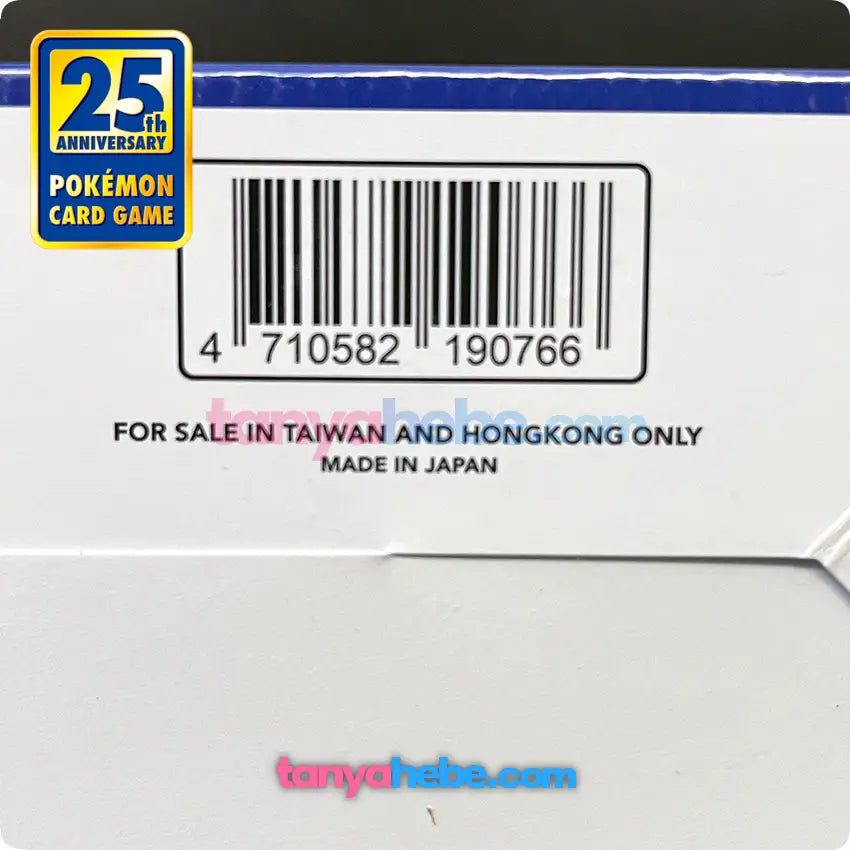 25th
ANNIVERSARY
POKÉMON
CARD GAME
4 710582 190766
tanyahebe.com
FOR SALE IN TAIWAN AND HONGKONG ONLY
MADE IN JAPAN
tanyahebe.com